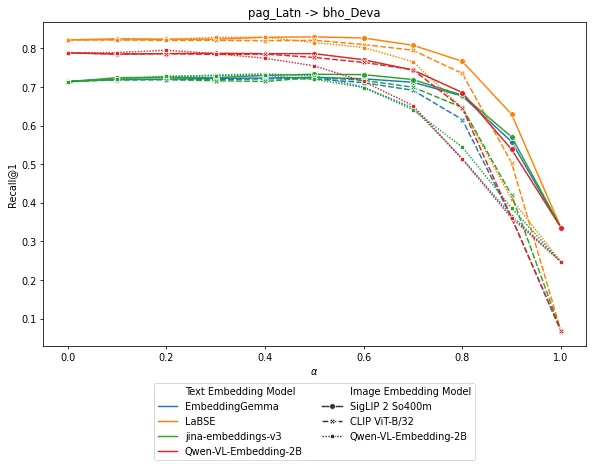 pag_Latn -> bho_Deva
Recall@1
0.8
0.7
0.6
0.5
0.4
0.3
0.2
0.1
0.0 0.2 0.4 0.6 0.8 1.0
α
Text Embedding Model
EmbeddingGemma
LaBSE
jina-embeddings-v3
Qwen-VL-Embedding-2B
Image Embedding Model
SigLIP 2 So400m
CLIP ViT-B/32
Qwen-VL-Embedding-2B